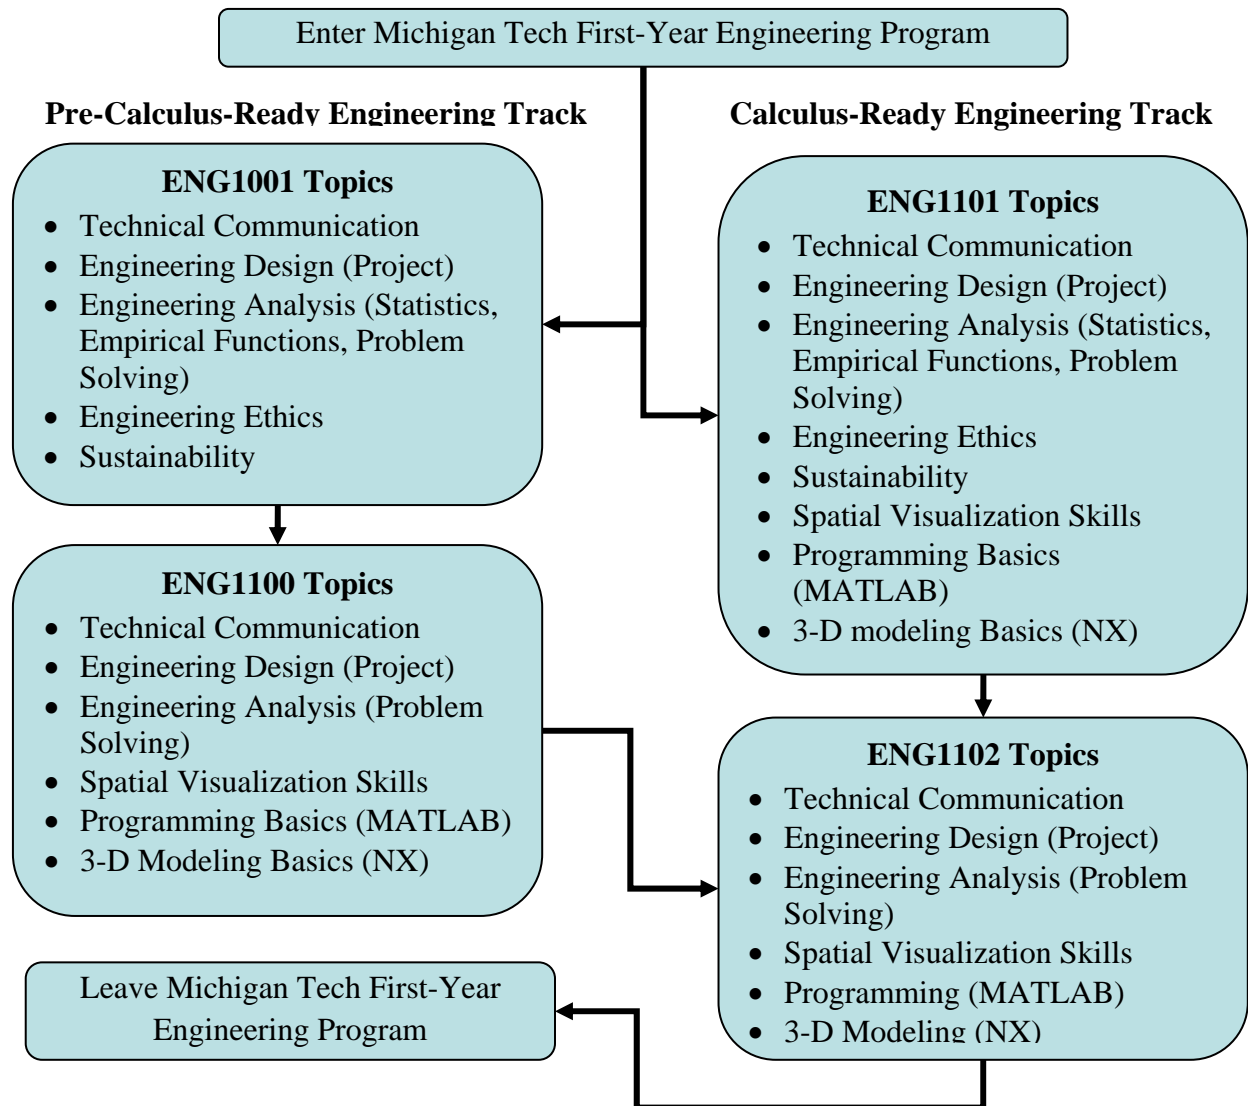 Enter Michigan Tech First-Year Engineering Program
Pre-Calculus-Ready Engineering Track
ENG1001 Topics
• Technical Communication
• Engineering Design (Project)
• Engineering Analysis (Statistics,
Empirical Functions, Problem
Solving)
• Engineering Ethics
• Sustainability
ENG1100 Topics
• Technical Communication
• Engineering Design (Project)
• Engineering Analysis (Problem
Solving)
• Spatial Visualization Skills
• Programming Basics (MATLAB)
• 3-D Modeling Basics (NX)
Calculus-Ready Engineering Track
ENG1101 Topics
• Technical Communication
• Engineering Design (Project)
• Engineering Analysis (Statistics,
Empirical Functions, Problem
Solving)
• Engineering Ethics
• Sustainability
• Spatial Visualization Skills
• Programming Basics
(MATLAB)
• 3-D modeling Basics (NX)
ENG1102 Topics
• Technical Communication
• Engineering Design (Project)
• Engineering Analysis (Problem
Solving)
• Spatial Visualization Skills
• Programming (MATLAB)
• 3-D Modeling (NX)
Leave Michigan Tech First-Year
Engineering Program